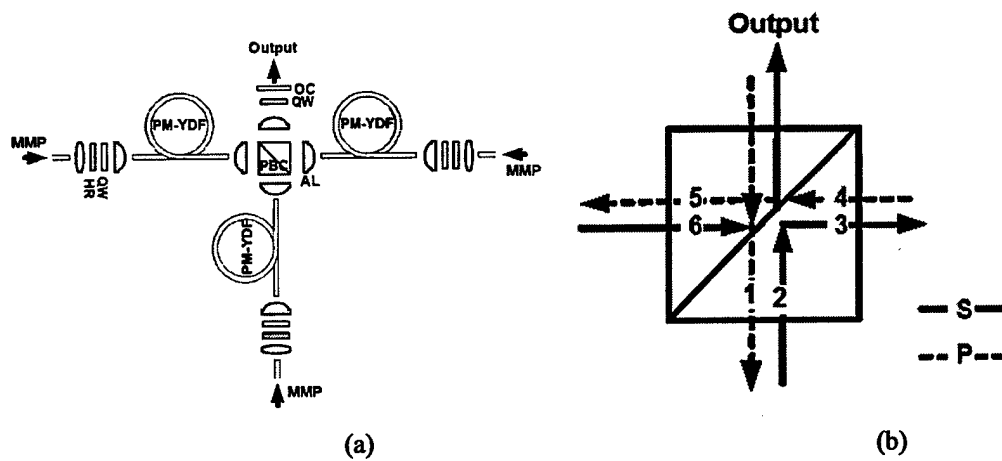 Output
OC
QW
PM-YDF
PM-YDF
MMP
PBC
AL
QW
HR
MMP
PM-YDF
MMP
(a)
Output
5
4
6
3
1
2
S
P
(b)